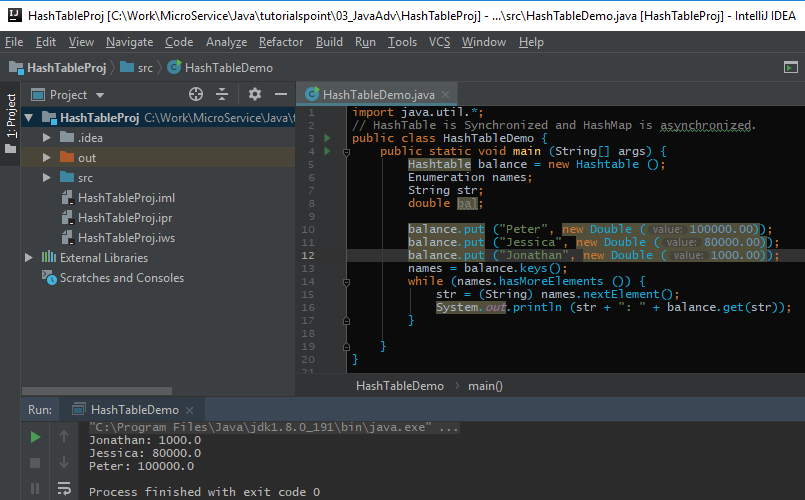 HashTableProj [C:\Work\MicroService\Java\tutorialspoint\03_JavaAdv\HashTableProj] - ...\src\HashTableDemo.java [HashTableProj] - IntelliJ IDEA
File Edit View Navigate Code Analyze Refactor Build Run Tools VCS Window Help
HashTableProj src HashTableDemo
1: Project
Project
HashTableProj C:\Work\MicroService\Java\t
.idea
out
src
HashTableProj.iml
HashTableProj.ipr
HashTableProj.iws
External Libraries
Scratches and Consoles
HashTableDemo.java
1 import java.util.*;
2 // HashTable is Synchronized and HashMap is asynchronized.
3 public class HashTableDemo {
4 public static void main (String[] args) {
5 Hashtable balance = new Hashtable ();
6 Enumeration names;
7 String str;
8 double bal;
9
10 balance.put ("Peter", new Double ( value: 100000.00));
11 balance.put ("Jessica", new Double ( value: 80000.00));
12 balance.put ("Jonathan", new Double ( value: 1000.00));
13 names = balance.keys();
14 while (names.hasMoreElements ()) {
15 str = (String) names.nextElement();
16 System.out.println (str + ": " + balance.get(str));
17 }
18
19 }
20 }
21
HashTableDemo main()
Run: HashTableDemo
"C:\Program Files\Java\jdk1.8.0_191\bin\java.exe" ...
Jonathan: 1000.0
Jessica: 80000.0
Peter: 100000.0
Process finished with exit code 0